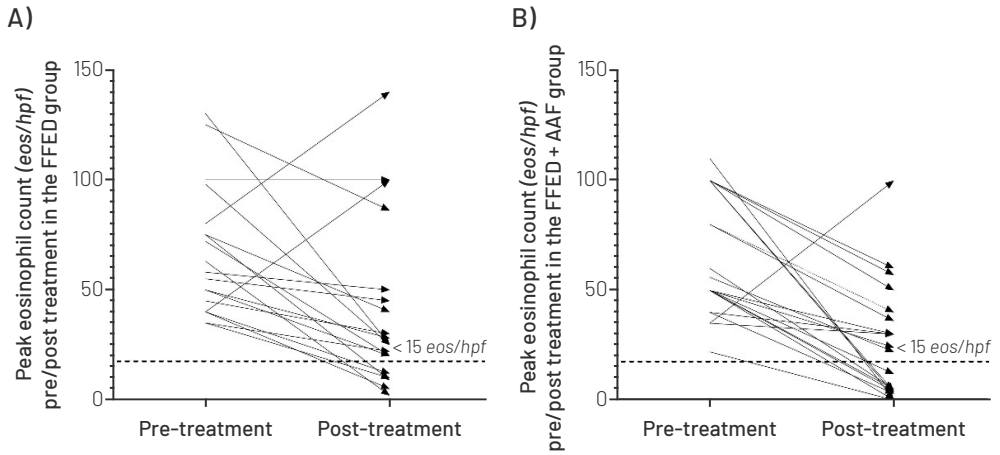 A)
Peak eosinophil count (eos/hpf)
pre/post treatment in the FFED group
150
100
50
0
< 15 eos/hpf
Pre-treatment
Post-treatment
B)
Peak eosinophil count (eos/hpf)
pre/post treatment in the FFED + AAF group
150
100
50
0
< 15 eos/hpf
Pre-treatment
Post-treatment